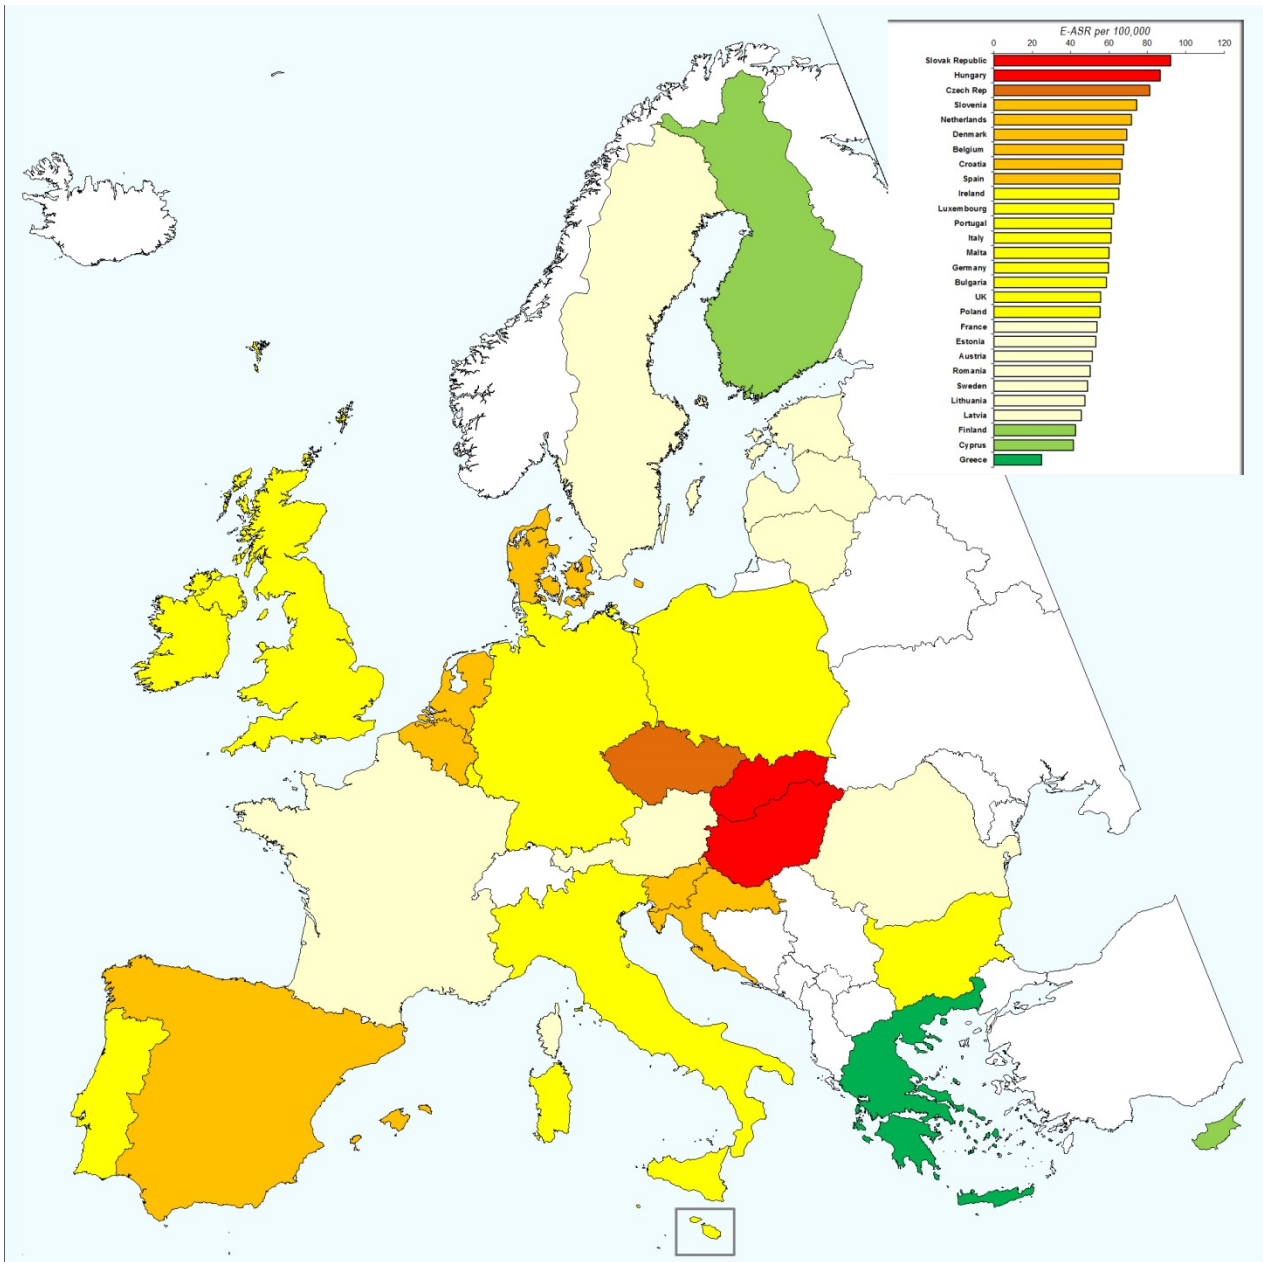 E-ASR per 100,000
0 20 40 60 80 100 120
Slovak Republic
Hungary
Czech Rep
Slovenia
Netherlands
Denmark
Belgium
Croatia
Spain
Ireland
Luxembourg
Portugal
Italy
Malta
Germany
Bulgaria
UK
Poland
France
Estonia
Austria
Romania
Sweden
Lithuania
Latvia
Finland
Cyprus
Greece